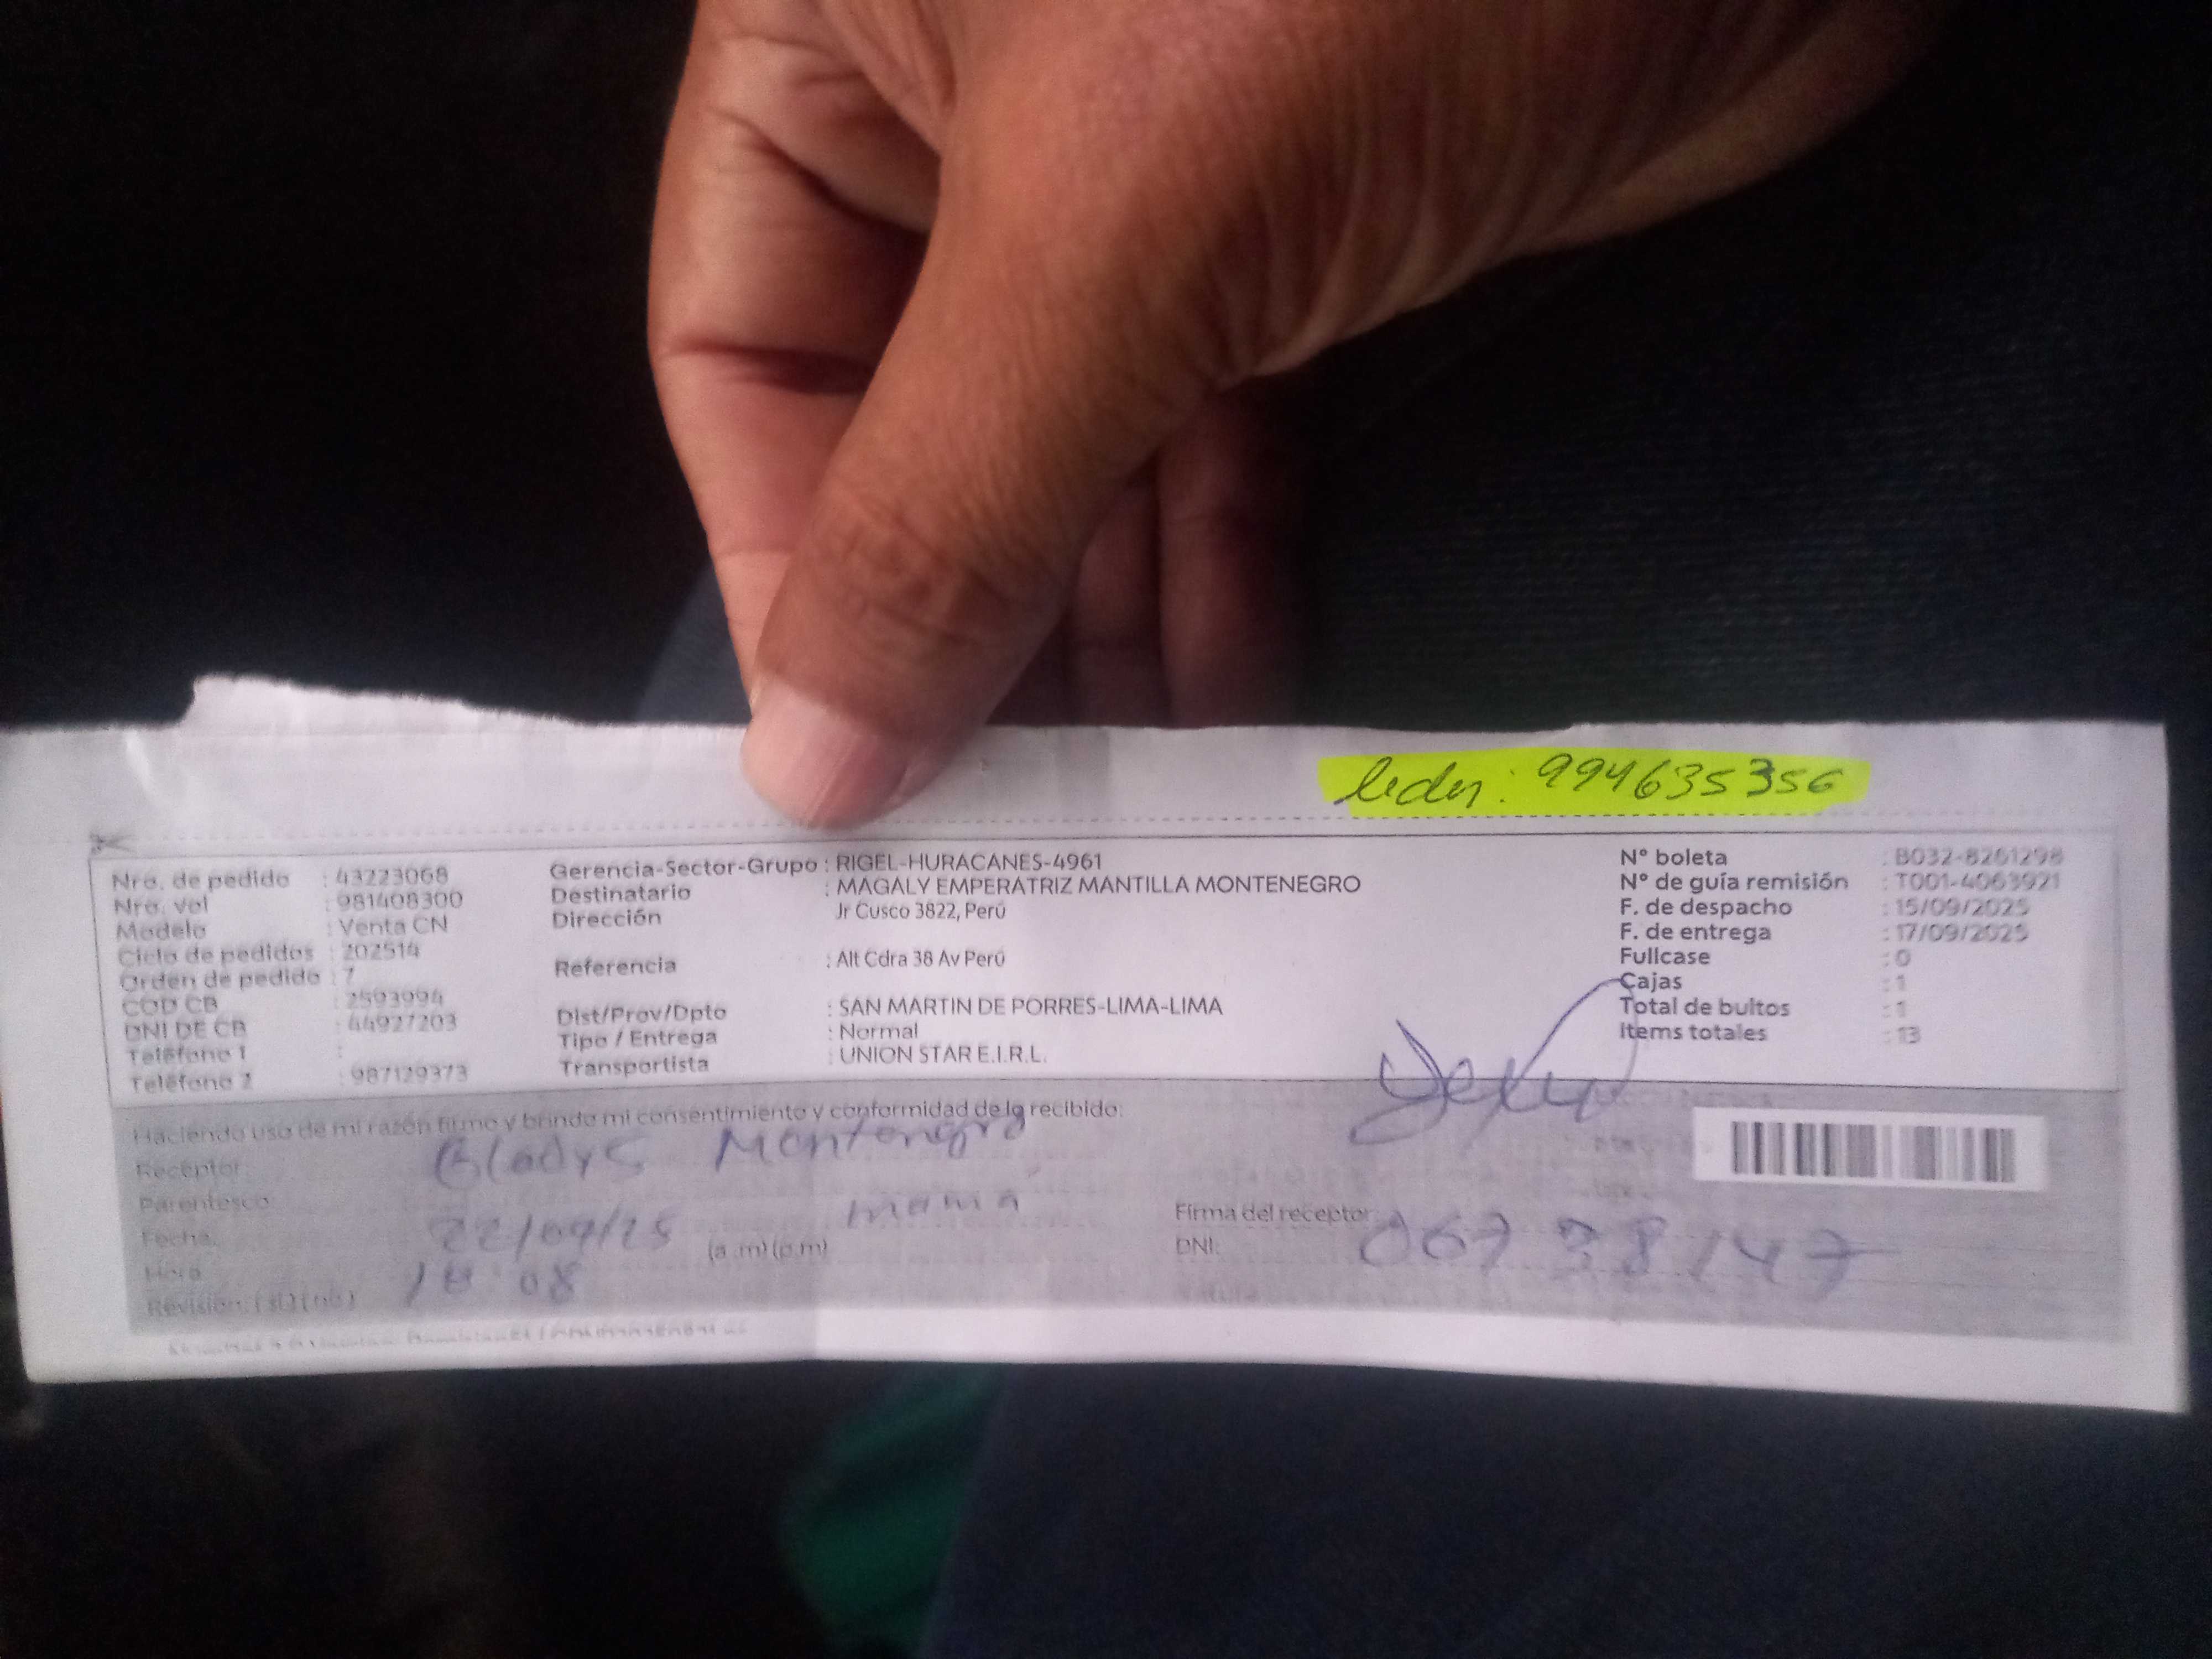 leder: 994635356
Nro. de pedido : 43223068
Nro. vol : 981408300
Modelo : Venta CN
Ciclo de pedidos : 202514
Orden de pedido : 7
COD CB : 2593994
DNI DE CB : 44927203
Teléfono 1 :
Teléfono 2 : 987129373
Gerencia-Sector-Grupo : RIGEL-HURACANES-4961
Destinatario : MAGALY EMPERATRIZ MANTILLA MONTENEGRO
Dirección Jr Cusco 3822, Perú
Referencia : Alt Cdra 38 Av Perú
Dist/Prov/Dpto : SAN MARTIN DE PORRES-LIMA-LIMA
Tipo / Entrega : Normal
Transportista : UNION STAR E.I.R.L.
N° boleta : B032-8261298
N° de guía remisión : T001-4063921
F. de despacho : 15/09/2025
F. de entrega : 17/09/2025
Fullcase : 0
Cajas : 1
Total de bultos : 1
Items totales : 13
Haciendo uso de mi razón firmo y brindo mi consentimiento y conformidad de lo recibido:
Receptor Gladys Montenegro
Parentesco mamá
Fecha 22/09/25
(a.m) (p.m)
Hora
Revisión: ( si ) ( no )
Firma del receptor
DNI: